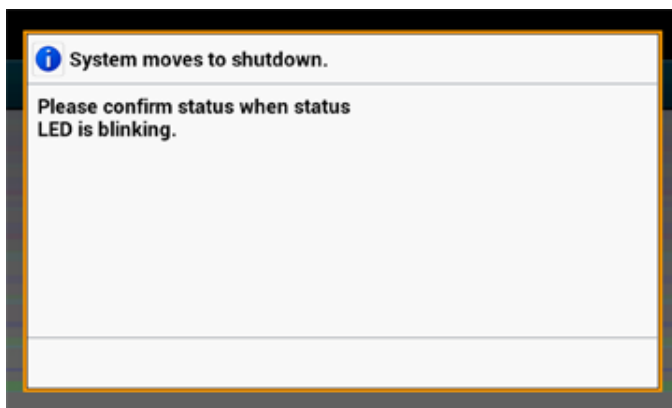 System moves to shutdown.
Please confirm status when status
LED is blinking.